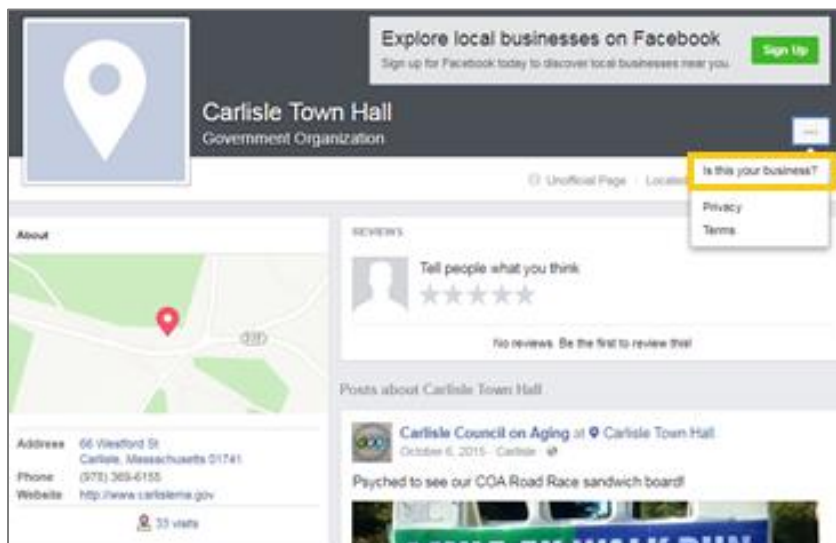 Explore local businesses on Facebook
Sign up for Facebook today to discover local businesses near you.
Sign Up
Carlisle Town Hall
Government Organization
...
Is this your business?
Unofficial Page · Located
Privacy
Terms
About
REVIEWS
Tell people what you think
No reviews. Be the first to review this!
Posts about Carlisle Town Hall
Carlisle Council on Aging at Carlisle Town Hall
October 6, 2015 · Carlisle ·
Psyched to see our COA Road Race sandwich board!
Address 66 Westford St
Carlisle, Massachusetts 01741
Phone (978) 369-6155
Website http://www.carlislema.gov
33 visits
WALK RUN